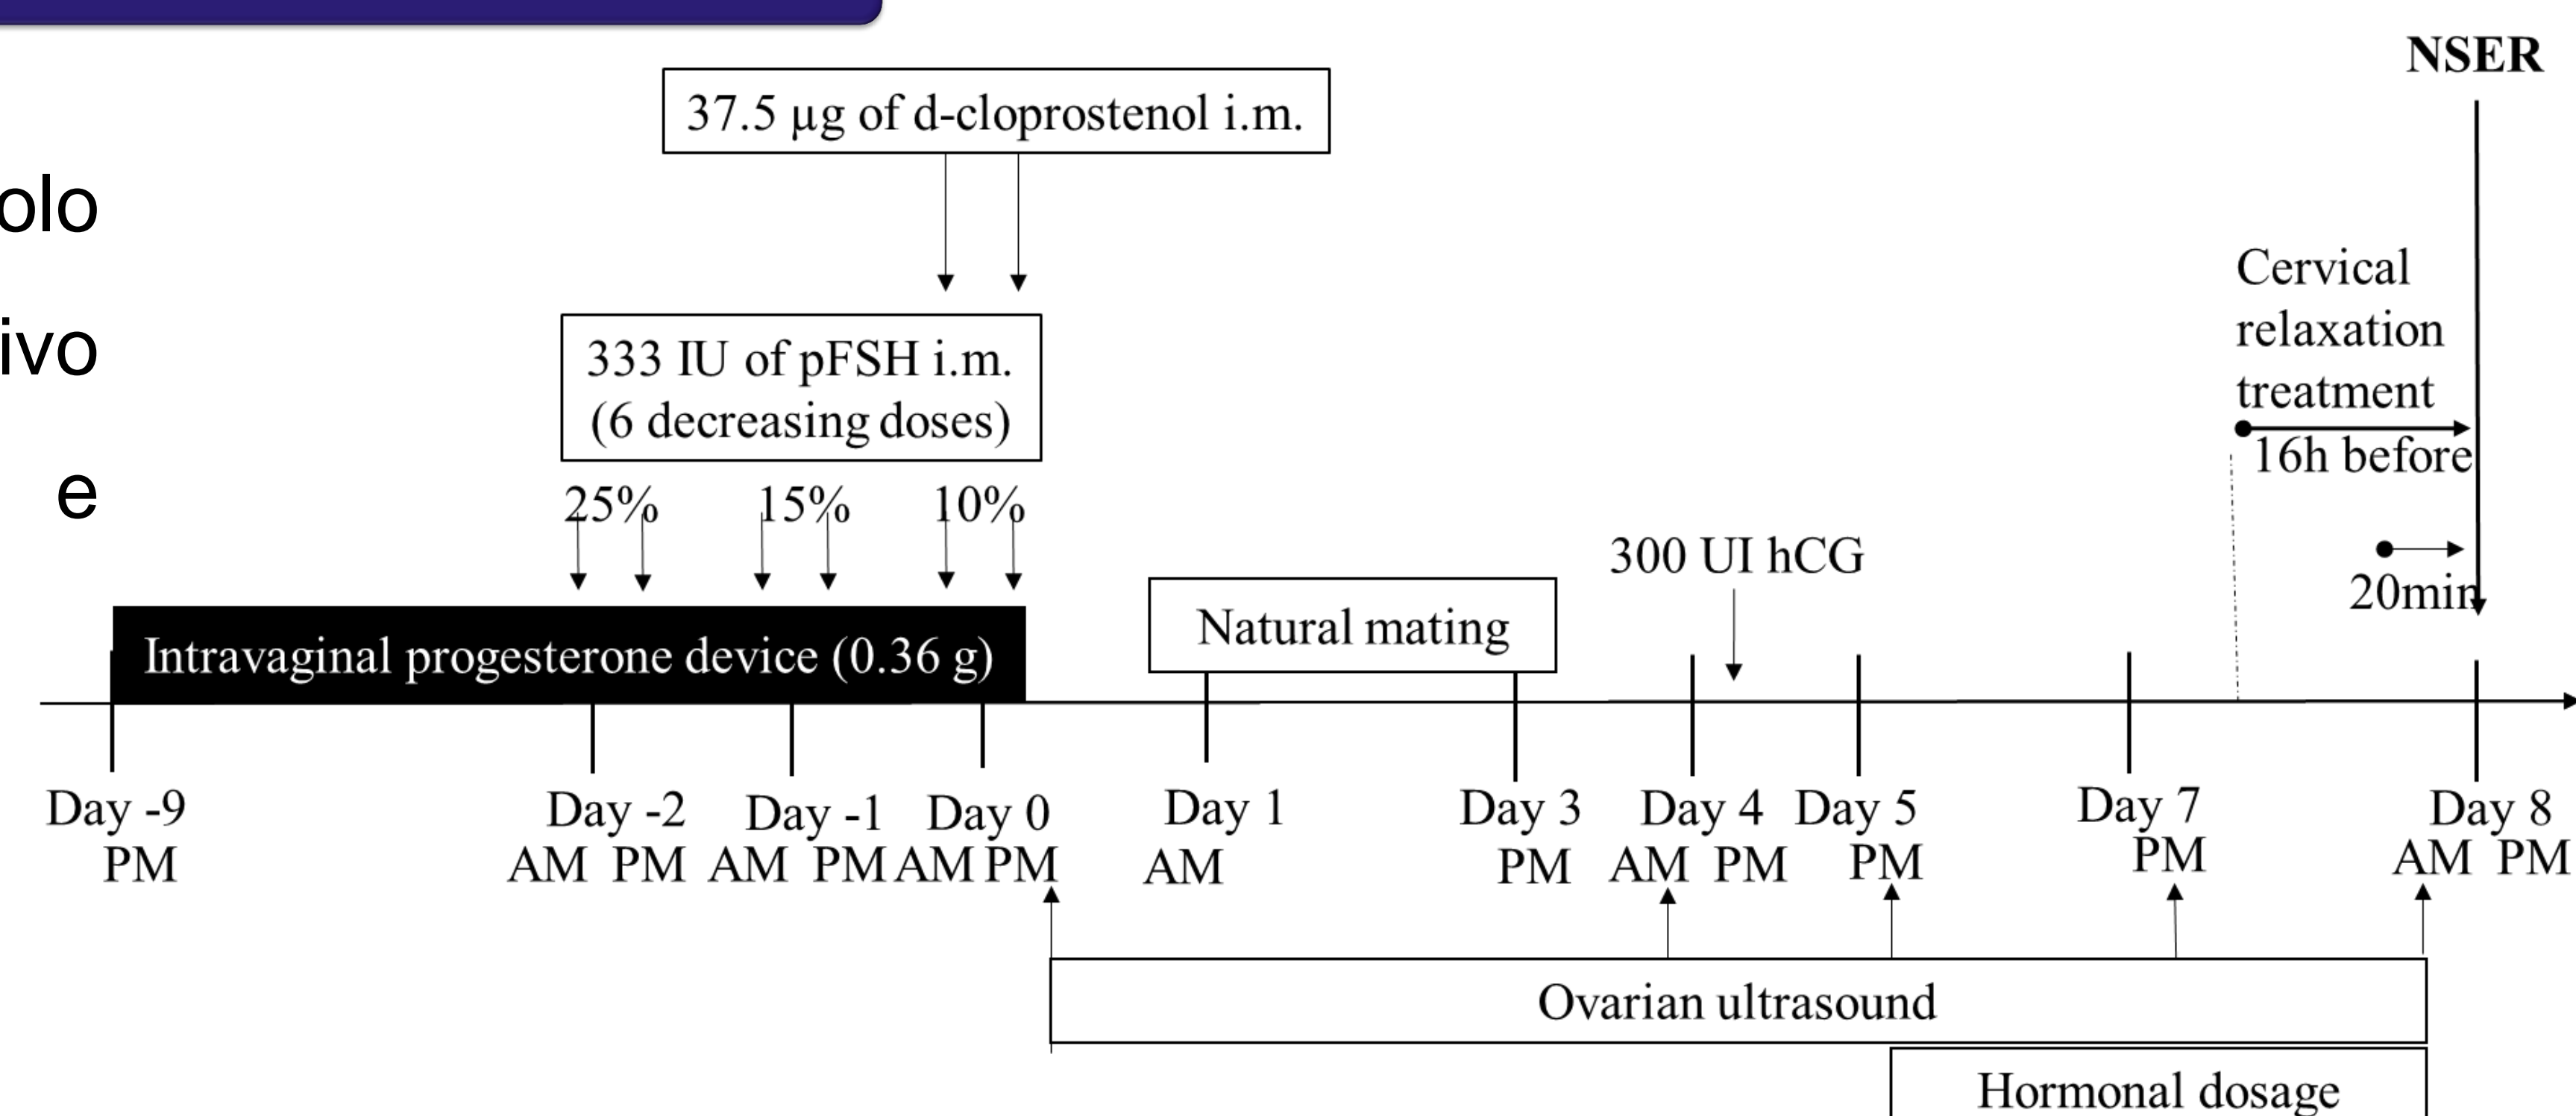 NSER
37.5 µg of d-cloprostenol i.m.
olo
ivo
e
Cervical
relaxation
treatment
16h before
20min
333 IU of pFSH i.m.
(6 decreasing doses)
25% 15% 10%
300 UI hCG
Natural mating
Intravaginal progesterone device (0.36 g)
Day -9 Day -2 Day -1 Day 0 Day 1 Day 3 Day 4 Day 5 Day 7 Day 8
PM AM PM AM PM AM PM AM PM AM PM PM PM AM PM
Ovarian ultrasound
Hormonal dosage